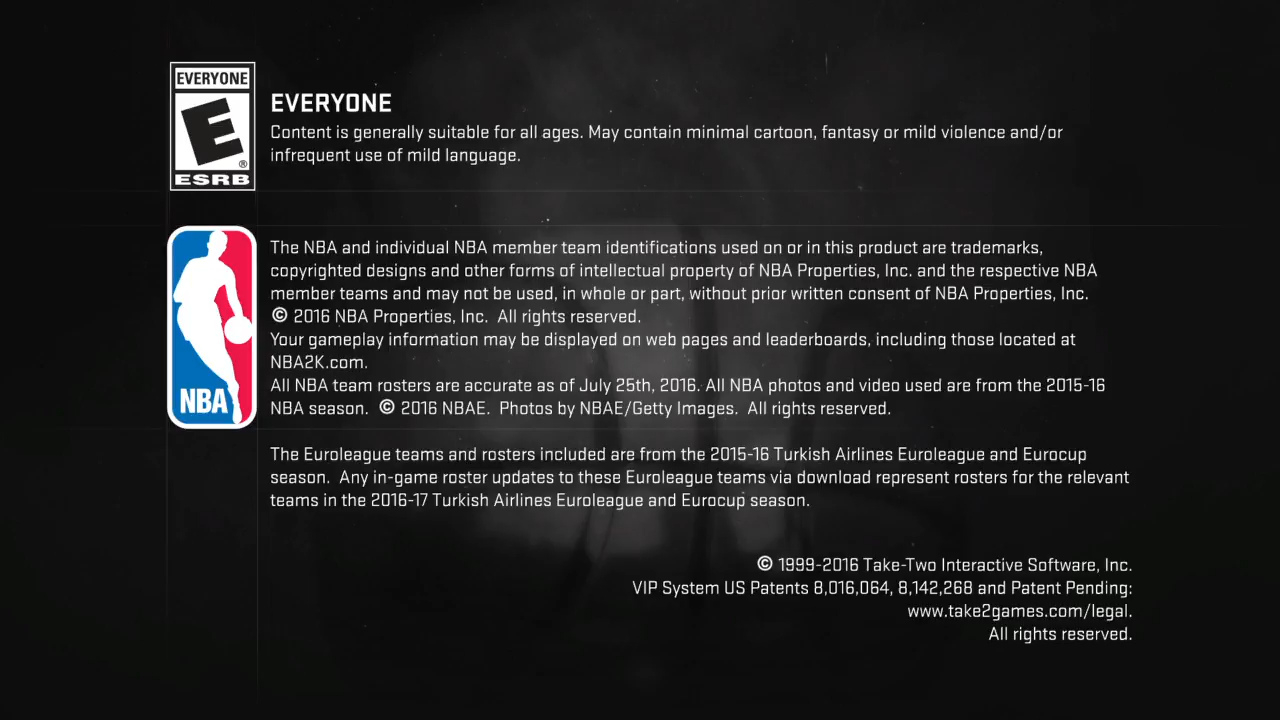 EVERYONE
E
®
ESRB
EVERYONE
Content is generally suitable for all ages. May contain minimal cartoon, fantasy or mild violence and/or
infrequent use of mild language.
The NBA and individual NBA member team identifications used on or in this product are trademarks,
copyrighted designs and other forms of intellectual property of NBA Properties, Inc. and the respective NBA
member teams and may not be used, in whole or part, without prior written consent of NBA Properties, Inc.
© 2016 NBA Properties, Inc. All rights reserved.
Your gameplay information may be displayed on web pages and leaderboards, including those located at
NBA2K.com.
All NBA team rosters are accurate as of July 25th, 2016. All NBA photos and video used are from the 2015-16
NBA season. © 2016 NBAE. Photos by NBAE/Getty Images. All rights reserved.
NBA
The Euroleague teams and rosters included are from the 2015-16 Turkish Airlines Euroleague and Eurocup
season. Any in-game roster updates to these Euroleague teams via download represent rosters for the relevant
teams in the 2016-17 Turkish Airlines Euroleague and Eurocup season.
© 1999-2016 Take-Two Interactive Software, Inc.
VIP System US Patents 8,016,064, 8,142,268 and Patent Pending:
www.take2games.com/legal.
All rights reserved.